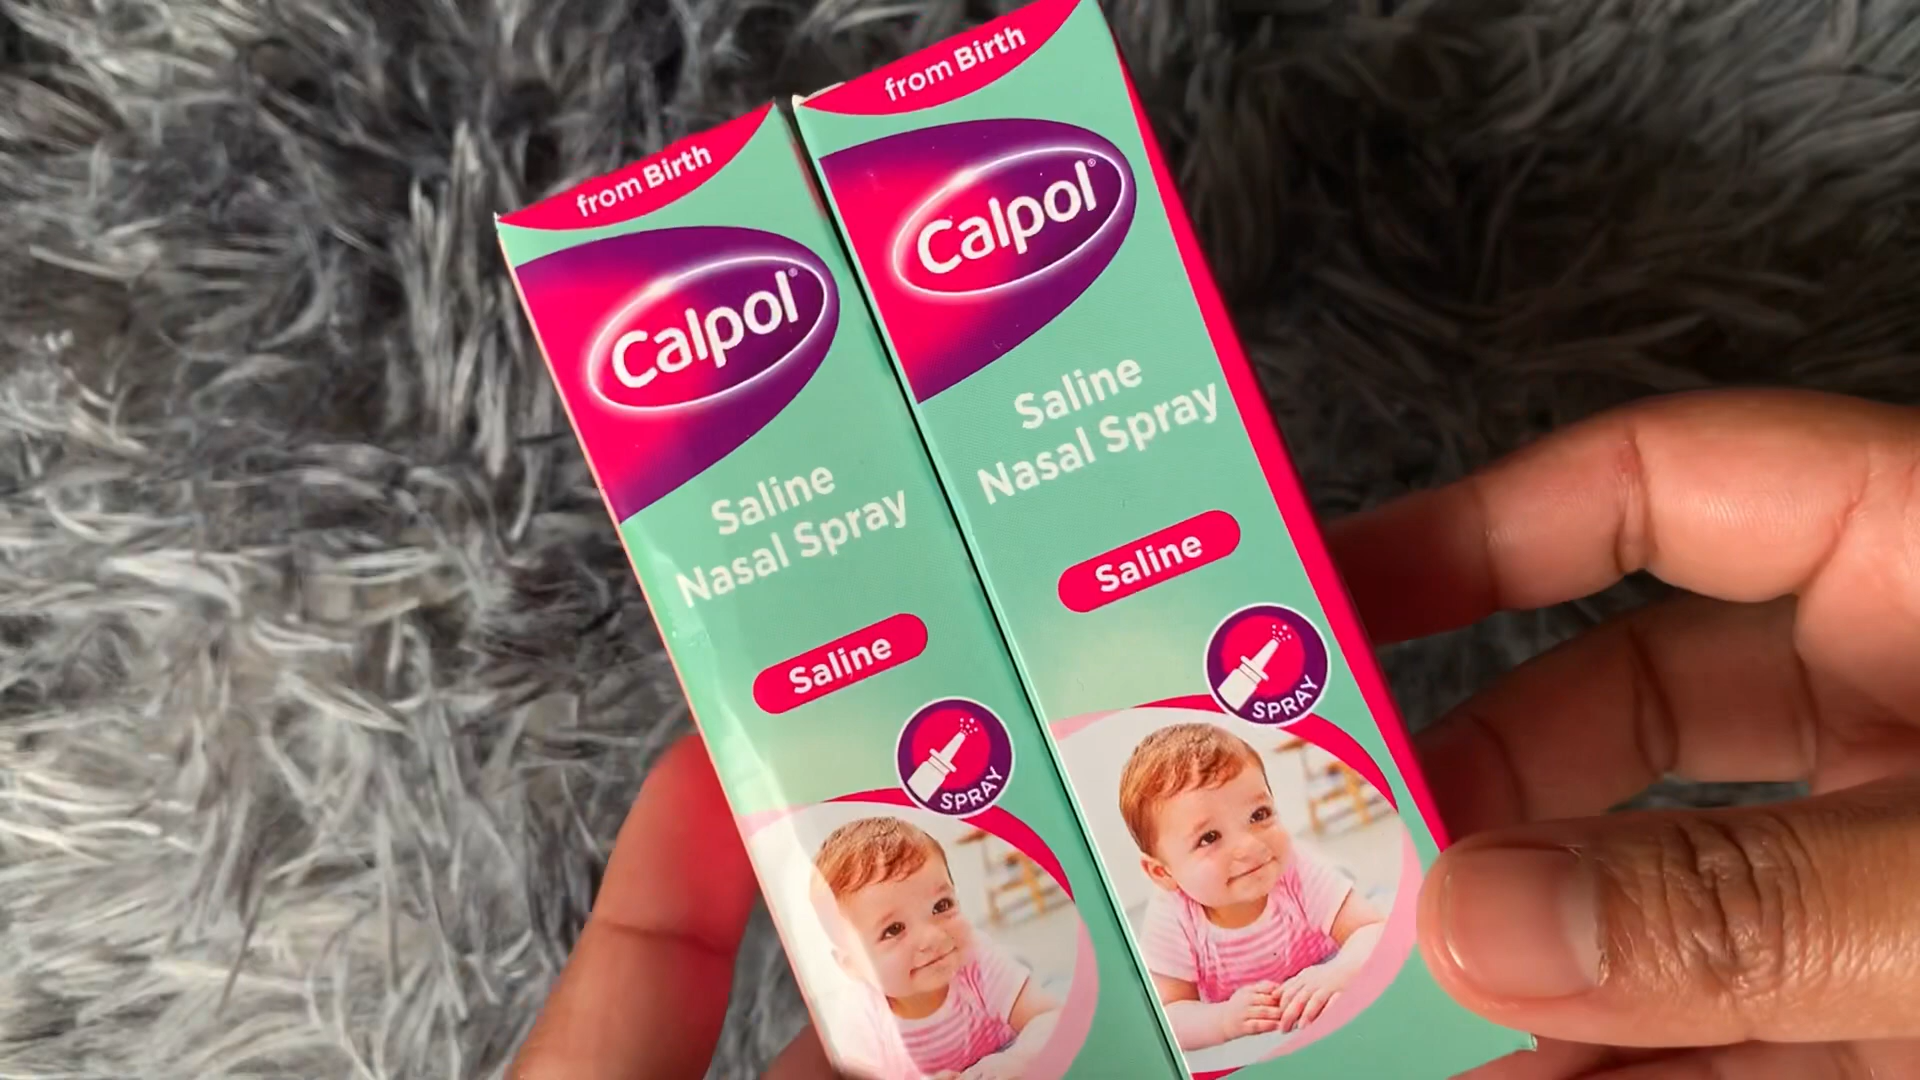 from Birth
Calpol®
Saline
Nasal Spray
Saline
SPRAY
from Birth
Calpol®
Saline
Nasal Spray
Saline
SPRAY